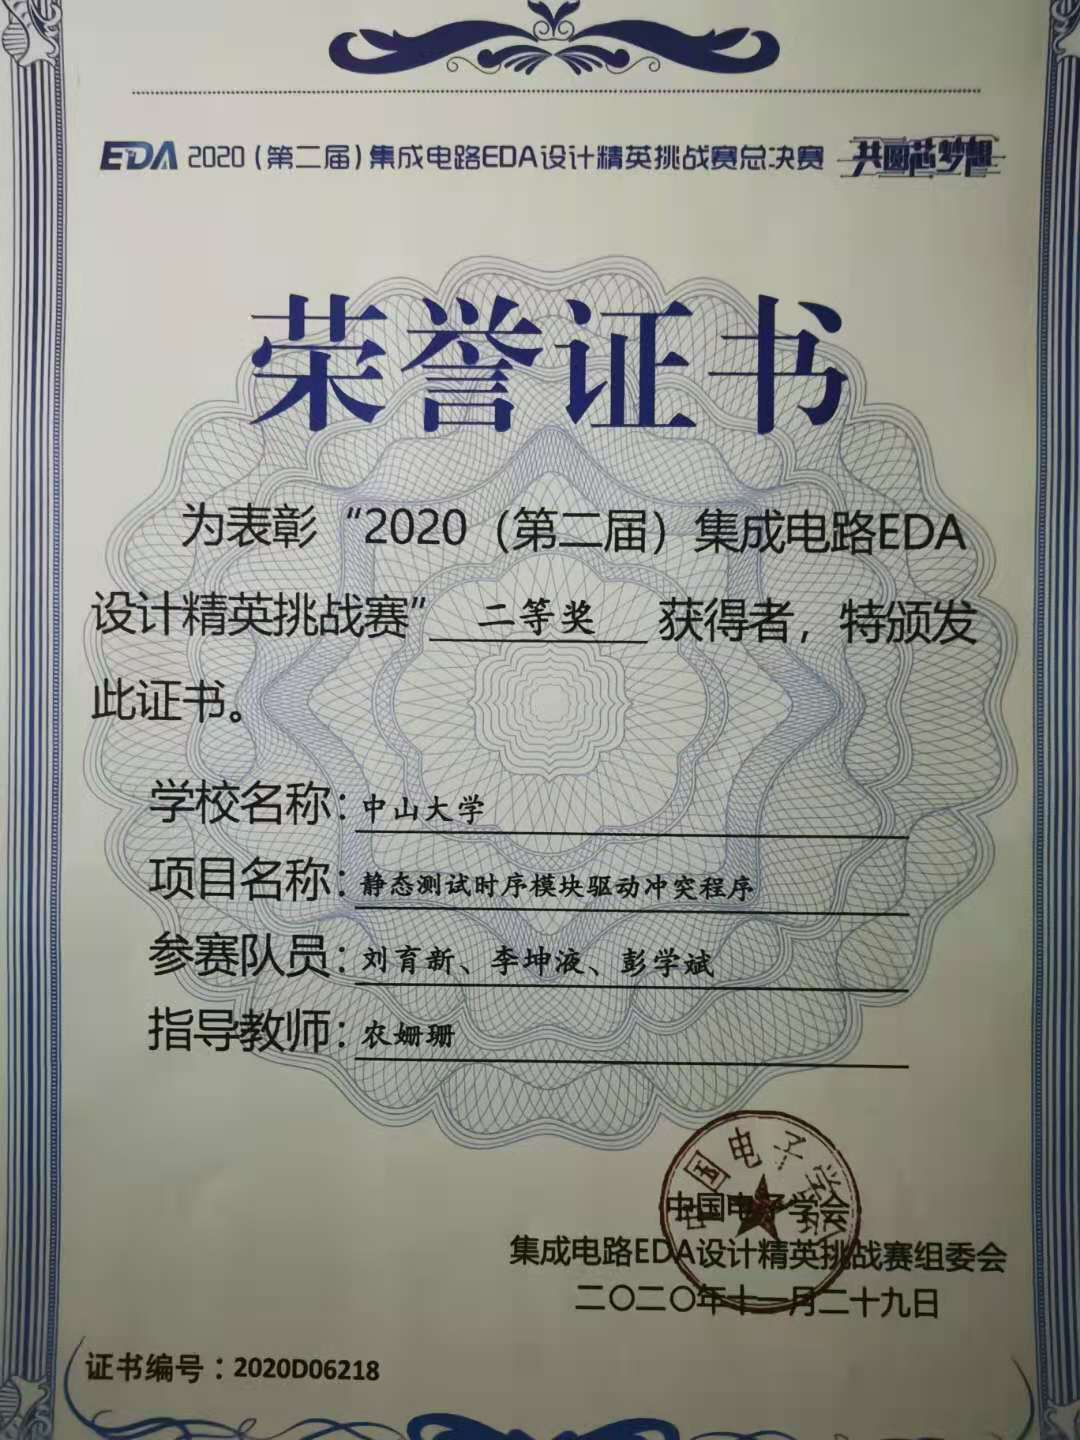 EDA 2020（第二届）集成电路EDA设计精英挑战赛总决赛 共圆芯梦想
荣誉证书
为表彰“2020（第二届）集成电路EDA
设计精英挑战赛”二等奖 获得者，特颁发
此证书。
学校名称：中山大学
项目名称：静态测试时序模块驱动冲突程序
参赛队员：刘育新、李坤液、彭学斌
指导教师：农姗珊
中国电子学会
中国电子学会
集成电路EDA设计精英挑战赛组委会
二〇二〇年十一月二十九日
证书编号：2020D06218